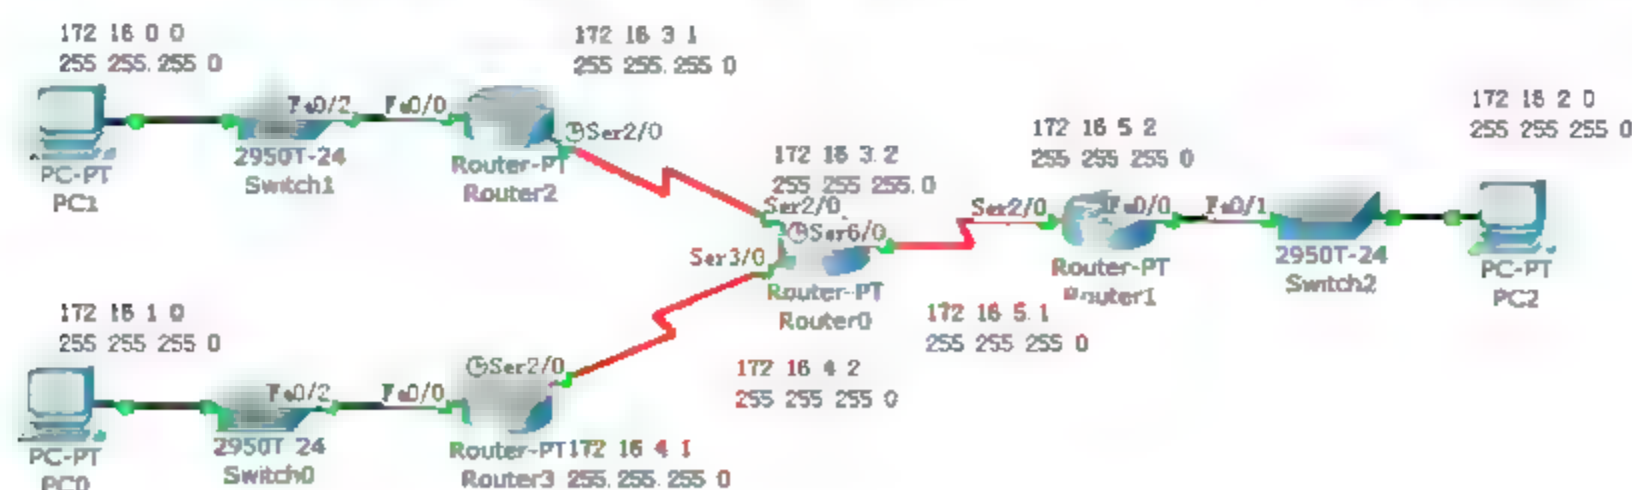 172 16 0 0
255 255.255 0
Fa0/2
Fa0/0
2950T-24
Switch1
PC-PT
PC1
172 16 3 1
255 255.255 0
Ser2/0
Router-PT
Router2
172 16 3.2
255 255 255.0
Ser2/0
Ser6/0
Ser3/0
Router-PT
Router0
172 16 5 2
255 255 255 0
Ser2/0
Fa0/0
Fa0/1
Router-PT
Router1
172 16 5.1
255 255 255 0
2950T-24
Switch2
172 16 2 0
255 255 255 0
PC-PT
PC2
172 16 1 0
255 255 255 0
Fa0/2
Fa0/0
2950T 24
Switch0
PC-PT
PC0
Ser2/0
Router-PT
Router3
172 16 4 1
255.255.255 0
172 16 4 2
255 255 255 0